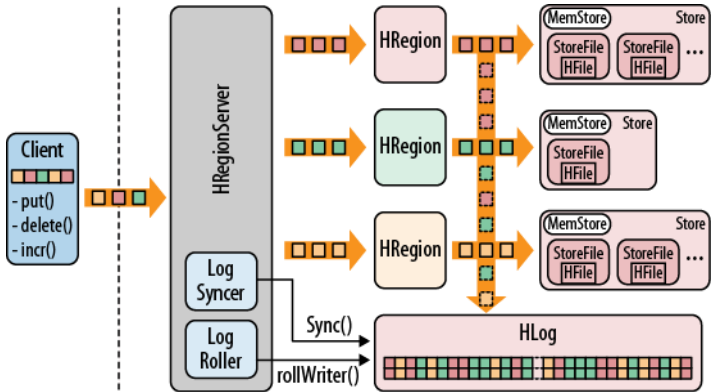 Client
- put()
- delete()
- incr()
HRegionServer
Log
Syncer
Log
Roller
HRegion
MemStore
Store
StoreFile
HFile
StoreFile
HFile
...
HRegion
MemStore
Store
StoreFile
HFile
HRegion
MemStore
Store
StoreFile
HFile
StoreFile
HFile
...
Sync()
rollWriter()
HLog